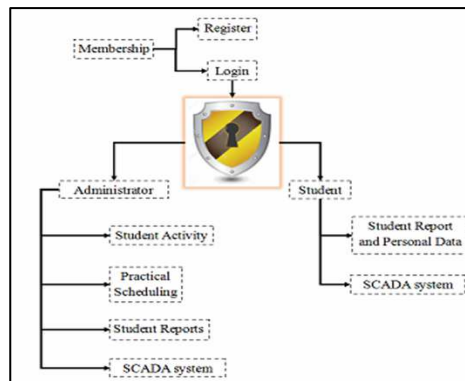 Register
Membership
Login
Administrator
Student
Student Activity
Student Report
and Personal Data
Practical
Scheduling
SCADA system
Student Reports
SCADA system